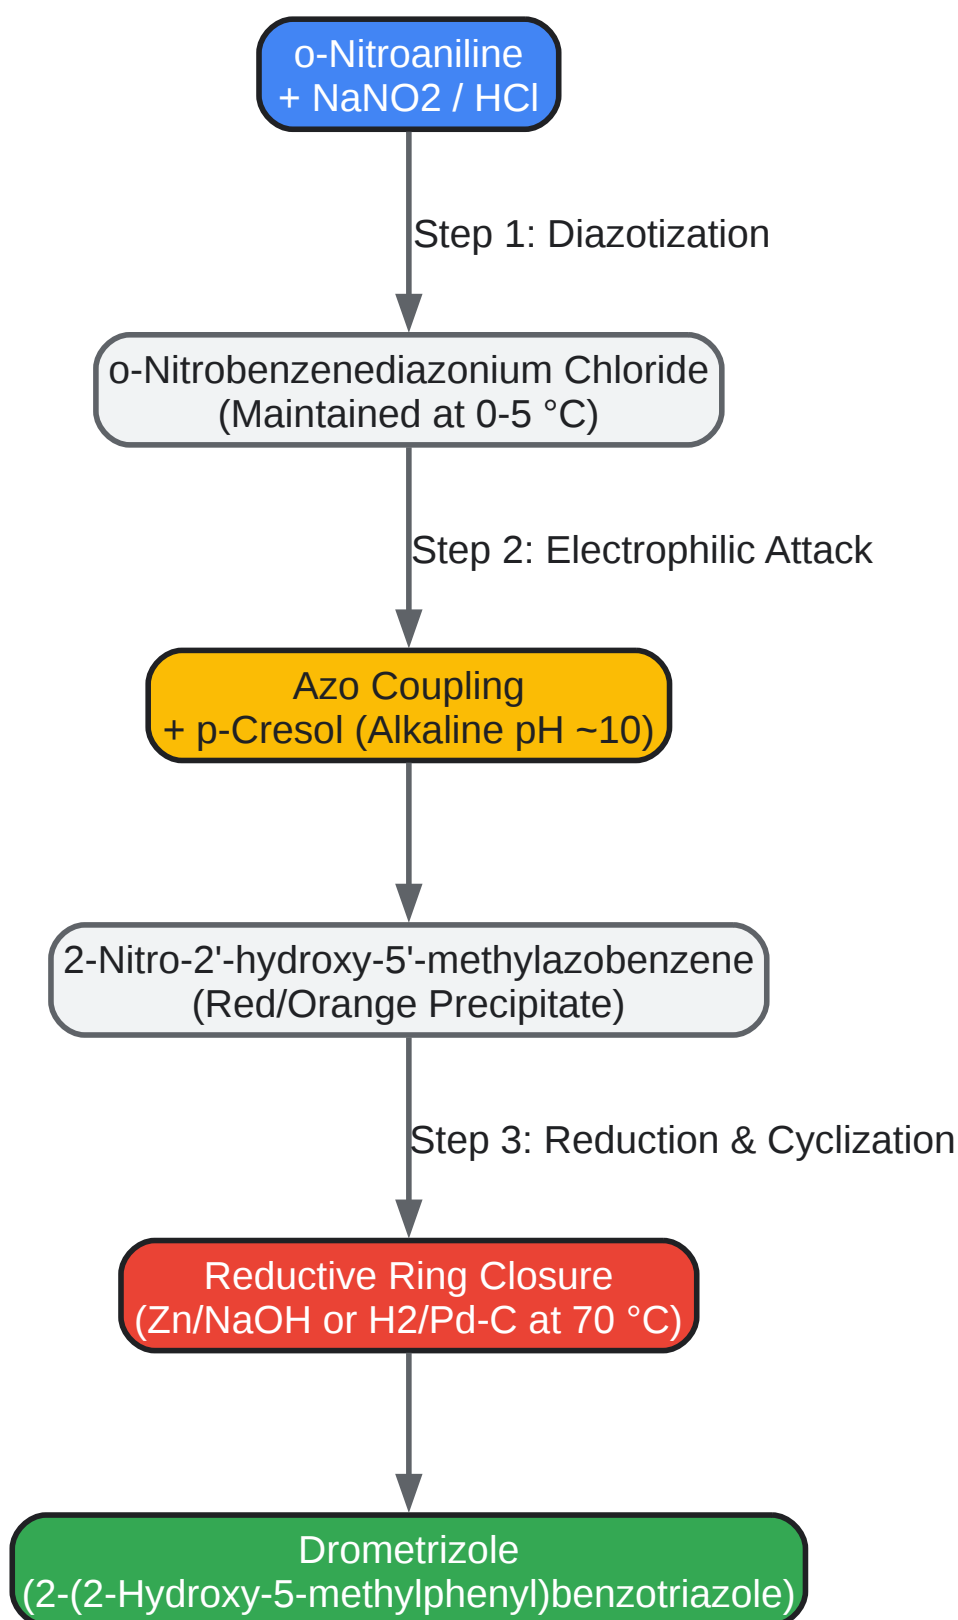 o-Nitroaniline
+ NaNO2 / HCl
Step 1: Diazotization
o-Nitrobenzenediazonium Chloride
(Maintained at 0-5 °C)
Step 2: Electrophilic Attack
Azo Coupling
+ p-Cresol (Alkaline pH ~10)
2-Nitro-2'-hydroxy-5'-methylazobenzene
(Red/Orange Precipitate)
Step 3: Reduction & Cyclization
Reductive Ring Closure
(Zn/NaOH or H2/Pd-C at 70 °C)
Drometrizole
(2-(2-Hydroxy-5-methylphenyl)benzotriazole)